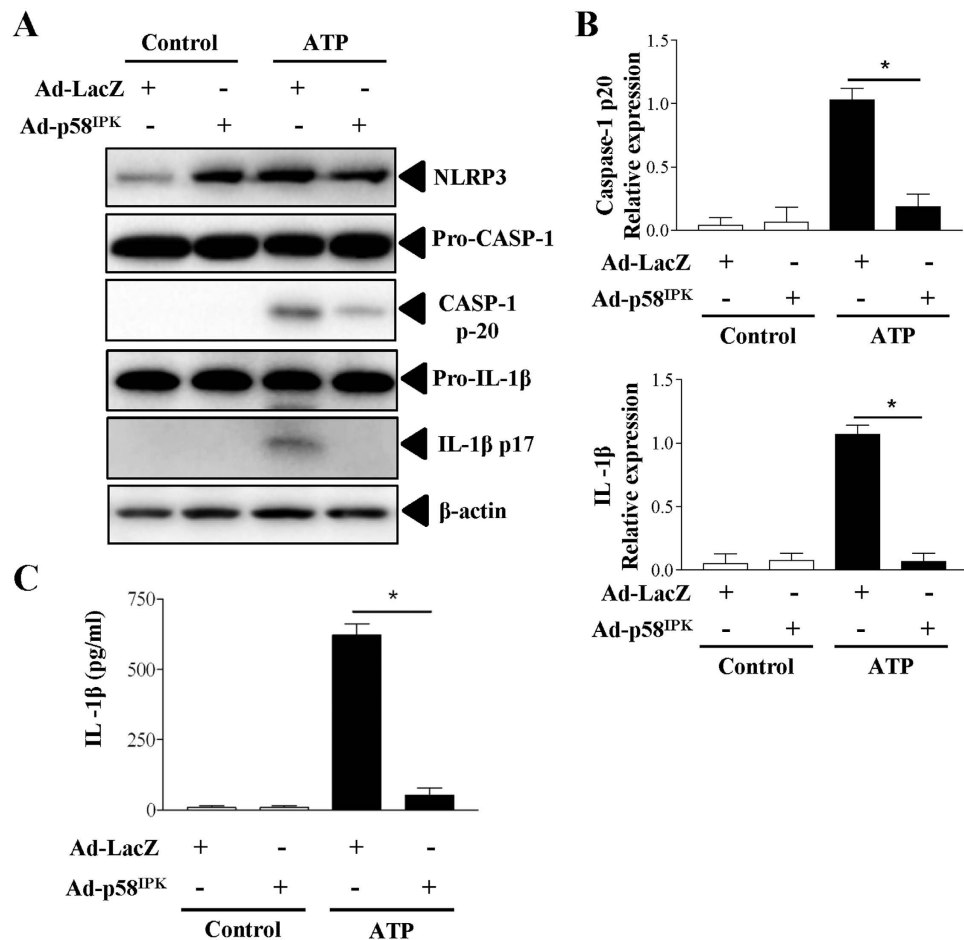 A
Control ATP
Ad-LacZ + - + -
Ad-p58IPK - + - +
NLRP3
Pro-CASP-1
CASP-1
p-20
Pro-IL-1β
IL-1β p17
β-actin
B
Caspase-1 p20
Relative expression
1.5
1.0
0.5
0.0
*
Ad-LacZ + - + -
Ad-p58IPK - + - +
Control ATP
IL -1β
Relative expression
1.5
1.0
0.5
0.0
*
Ad-LacZ + - + -
Ad-p58IPK - + - +
Control ATP
C
IL -1β (pg/ml)
750
500
250
0
*
Ad-LacZ + - + -
Ad-p58IPK - + - +
Control ATP